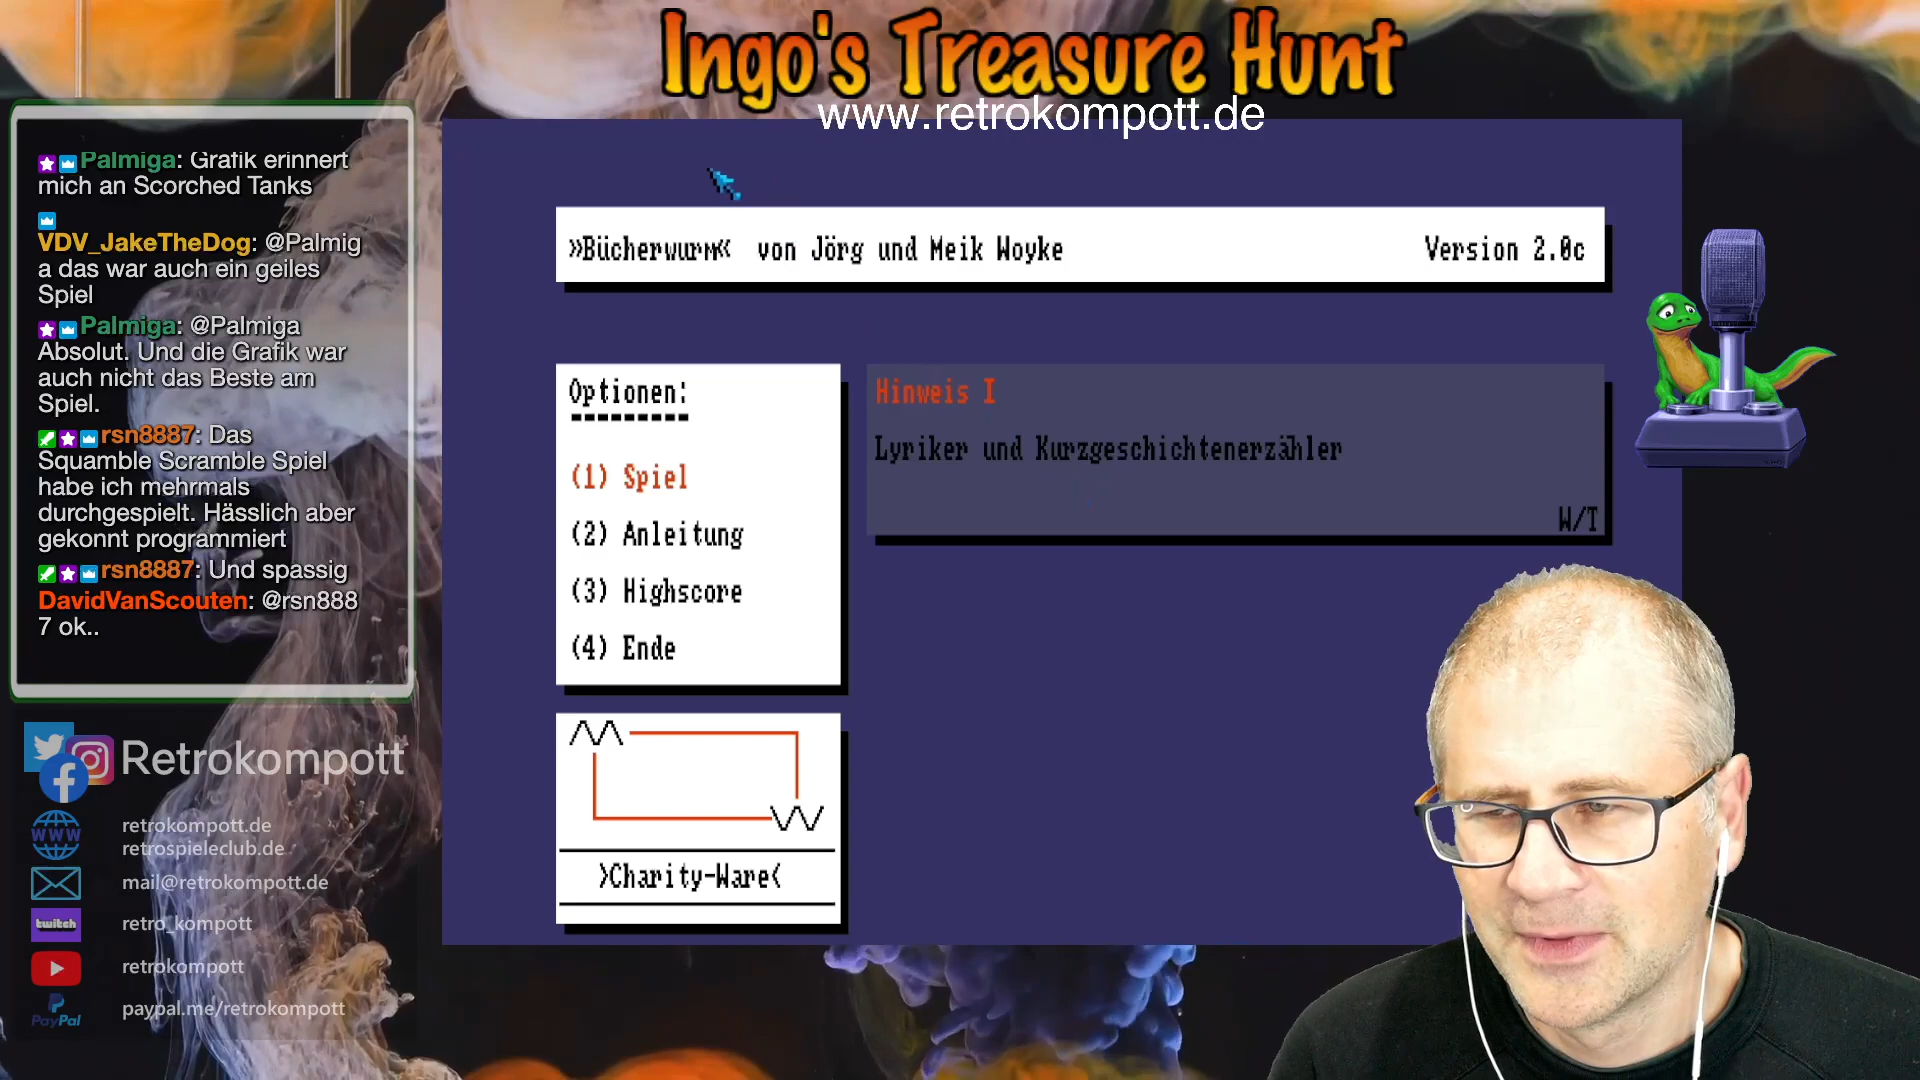 Ingo's Treasure Hunt
www.retrokompott.de
Palmiga: Grafik erinnert
mich an Scorched Tanks
VDV_JakeTheDog: @Palmig
a das war auch ein geiles
Spiel
Palmiga: @Palmiga
Absolut. Und die Grafik war
auch nicht das Beste am
Spiel.
rsn8887: Das
Squamble Scramble Spiel
habe ich mehrmals
durchgespielt. Hässlich aber
gekonnt programmiert
rsn8887: Und spassig
DavidVanScouten: @rsn888
7 ok..
Retrokompott
WWW
retrokompott.de
retrospieleclub.de
mail@retrokompott.de
twitch
retro_kompott
retrokompott
PayPal
paypal.me/retrokompott
»Bücherwurm« von Jörg und Meik Woyke
Version 2.0c
Optionen:
(1) Spiel
(2) Anleitung
(3) Highscore
(4) Ende
Hinweis I
Lyriker und Kurzgeschichtenerzähler
W/T
>Charity-Ware<